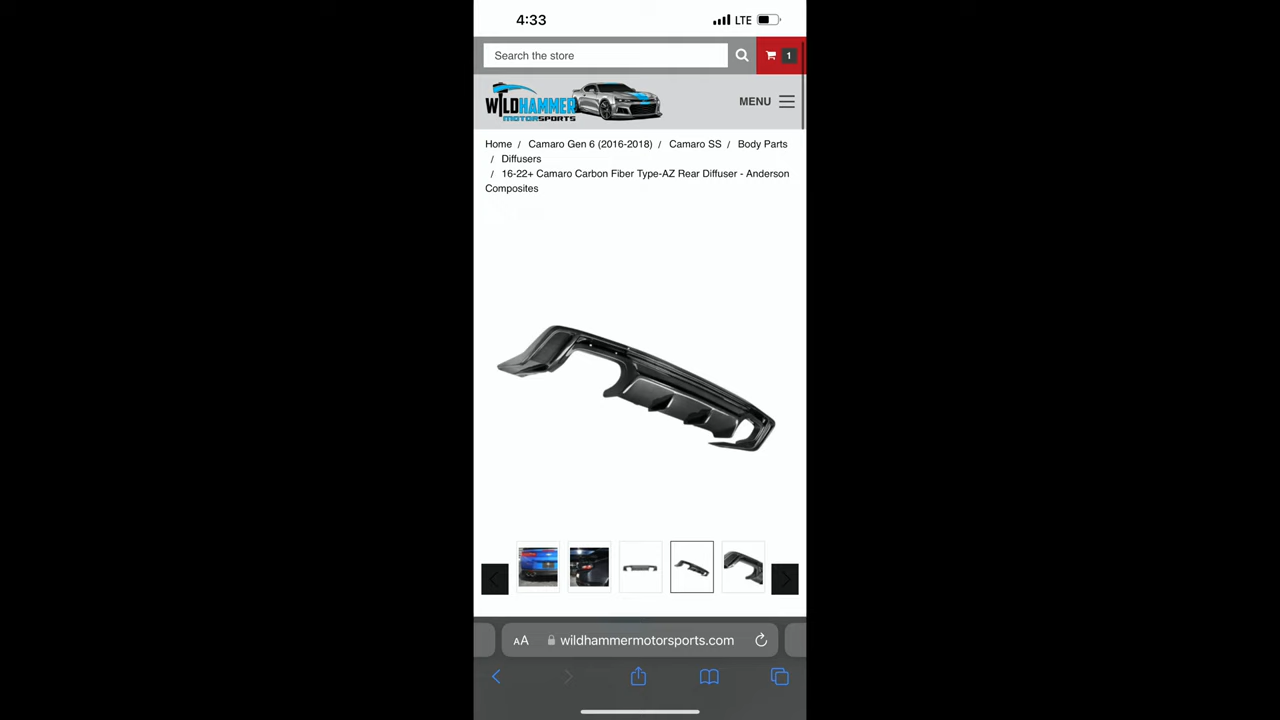 4:33
LTE
Search the store
1
WILDHAMMER
MOTORSPORTS
MENU
Home / Camaro Gen 6 (2016-2018) / Camaro SS / Body Parts
/ Diffusers
/ 16-22+ Camaro Carbon Fiber Type-AZ Rear Diffuser - Anderson
Composites
AA
wildhammermotorsports.com